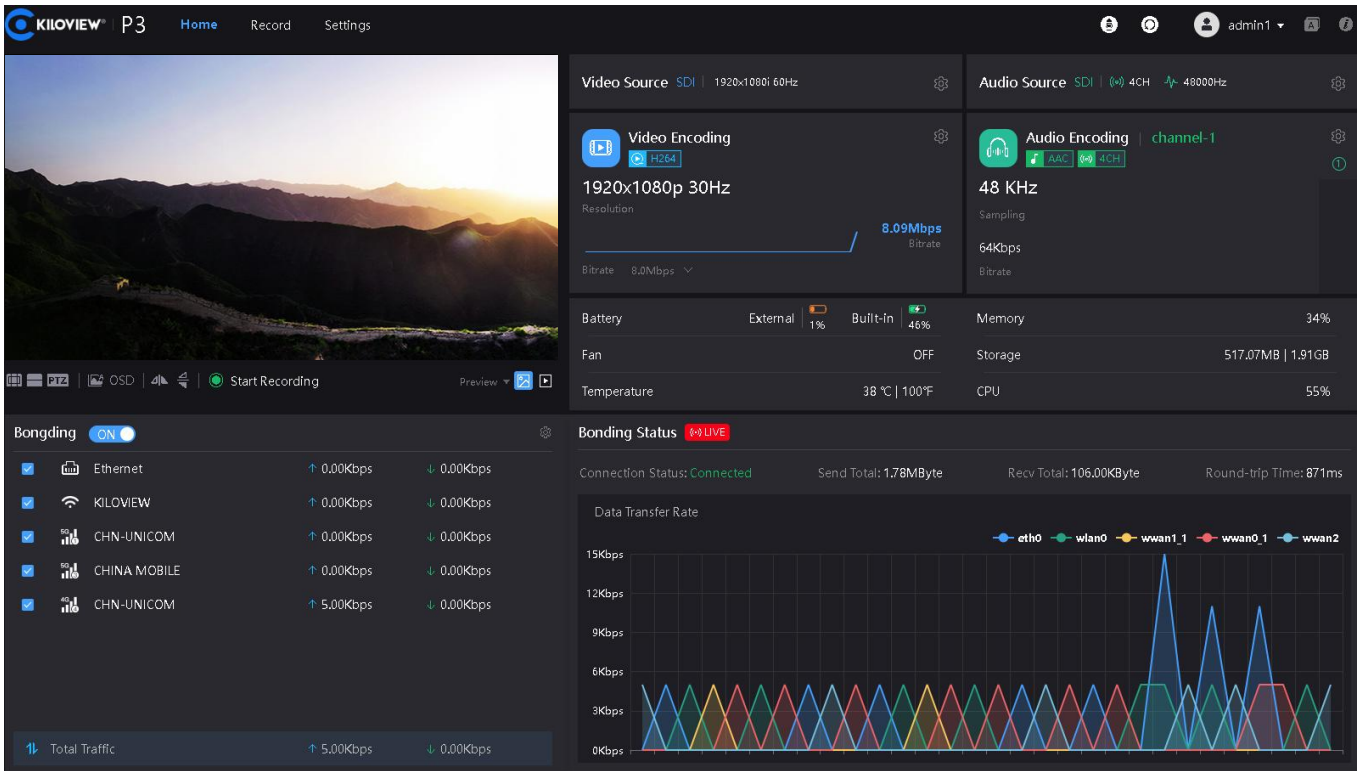 KILOVIEW® P3 Home Record Settings admin1
Video Source SDI 1920x1080i 60Hz
Audio Source SDI 4CH 48000Hz
Video Encoding
H264
1920x1080p 30Hz
Resolution
8.09Mbps
Bitrate
Bitrate 8.0Mbps
Audio Encoding channel-1
AAC 4CH
1
48 KHz
Sampling
64Kbps
Bitrate
Battery External 1% Built-in 46%
Fan OFF
Temperature 38 ℃ | 100℉
Memory 34%
Storage 517.07MB | 1.91GB
CPU 55%
PTZ OSD Start Recording Preview
Bongding ON
Ethernet ↑ 0.00Kbps ↓ 0.00Kbps
KILOVIEW ↑ 0.00Kbps ↓ 0.00Kbps
5G CHN-UNICOM ↑ 0.00Kbps ↓ 0.00Kbps
5G CHINA MOBILE ↑ 0.00Kbps ↓ 0.00Kbps
4G CHN-UNICOM ↑ 5.00Kbps ↓ 0.00Kbps
Total Traffic ↑ 5.00Kbps ↓ 0.00Kbps
Bonding Status LIVE
Connection Status: Connected Send Total: 1.78MByte Recv Total: 106.00KByte Round-trip Time: 871ms
Data Transfer Rate
eth0 wlan0 wwan1_1 wwan0_1 wwan2
15Kbps
12Kbps
9Kbps
6Kbps
3Kbps
0Kbps